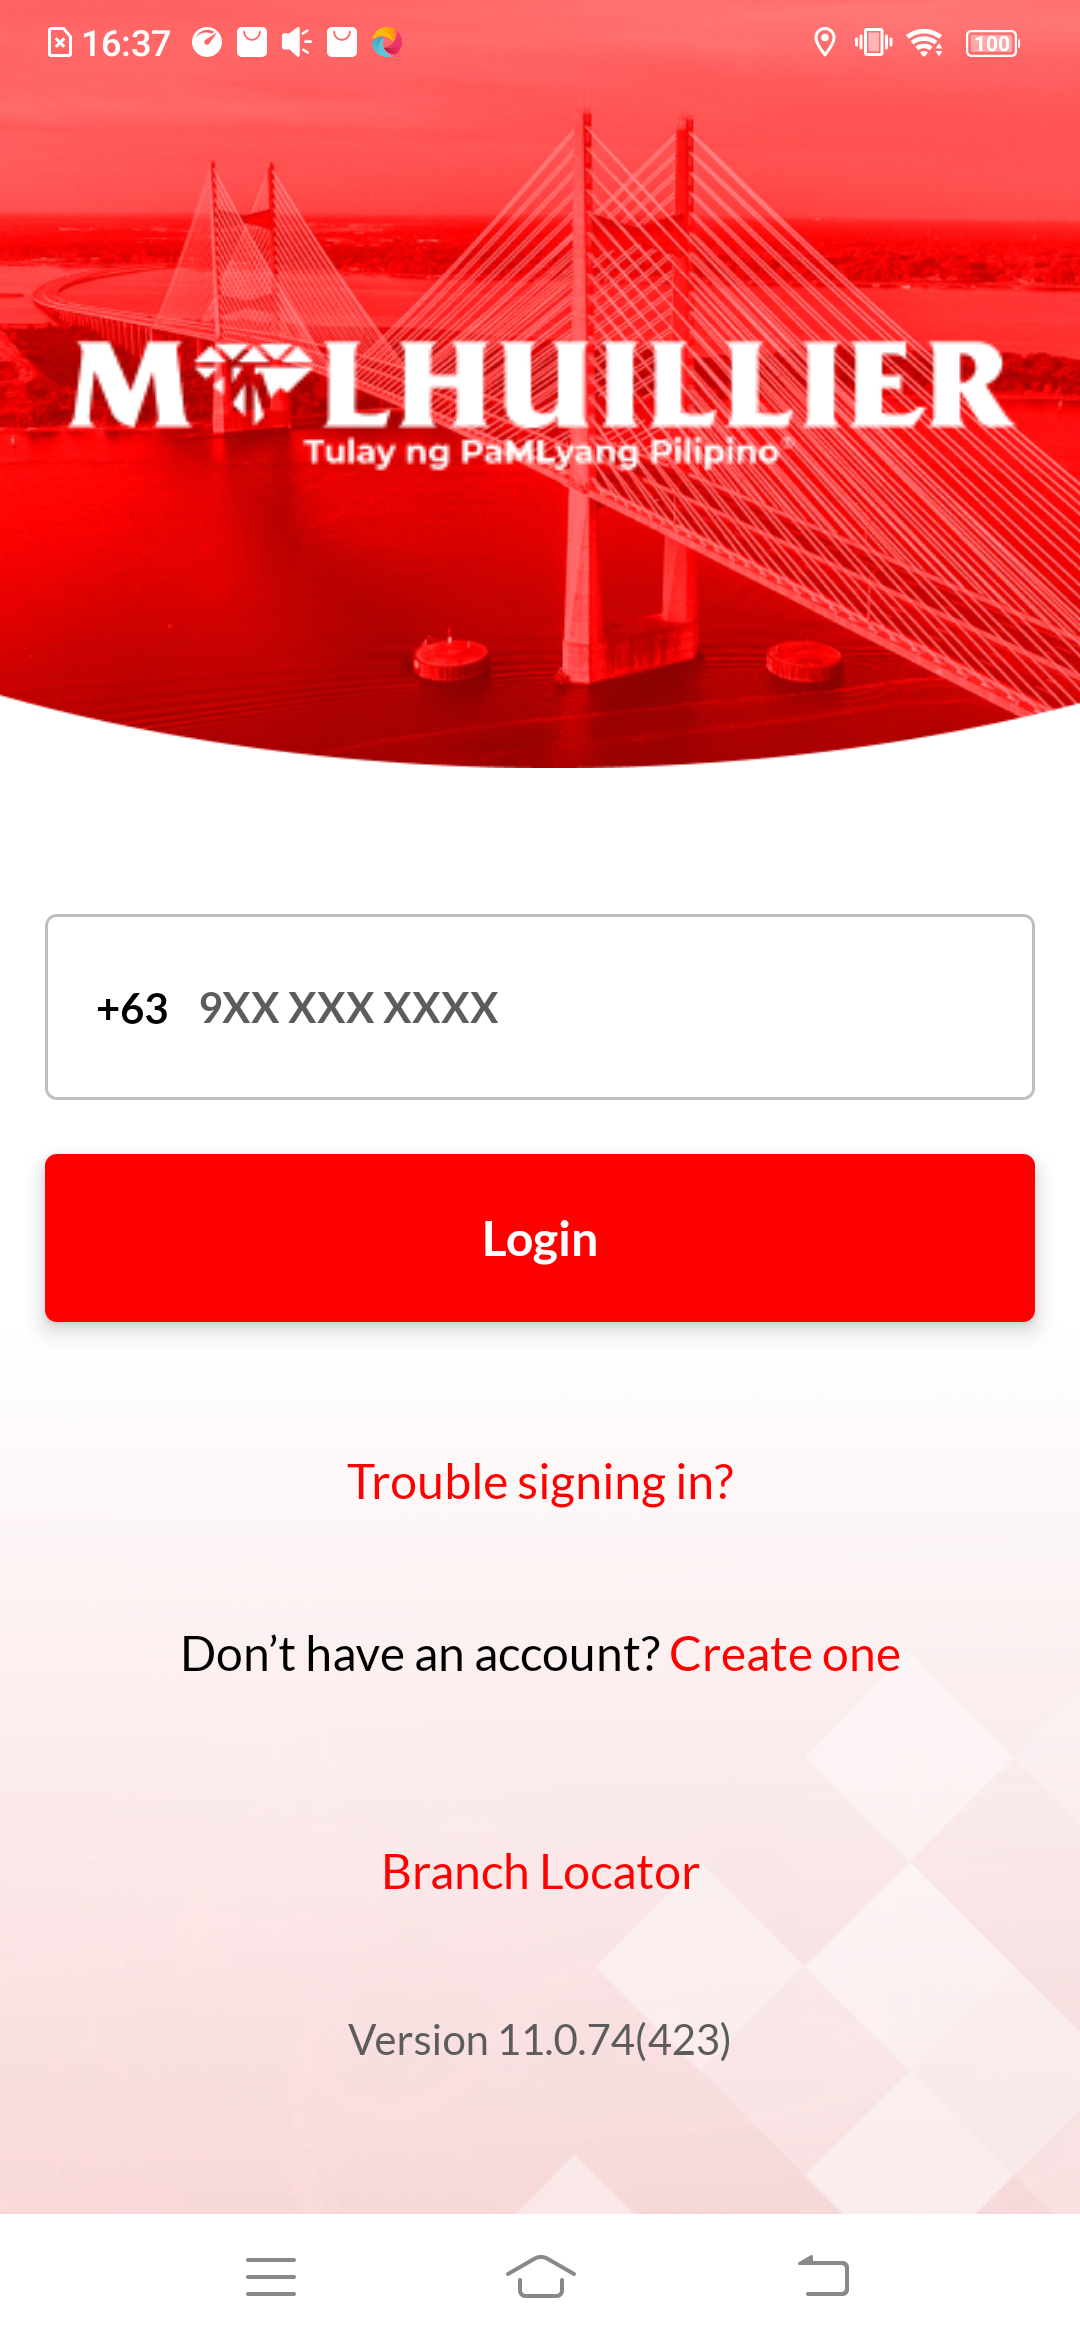 16:37
100
M LHUILLIER
Tulay ng PaMLyang Pilipino
+63 9XX XXX XXXX
Login
Trouble signing in?
Don’t have an account? Create one
Branch Locator
Version 11.0.74(423)